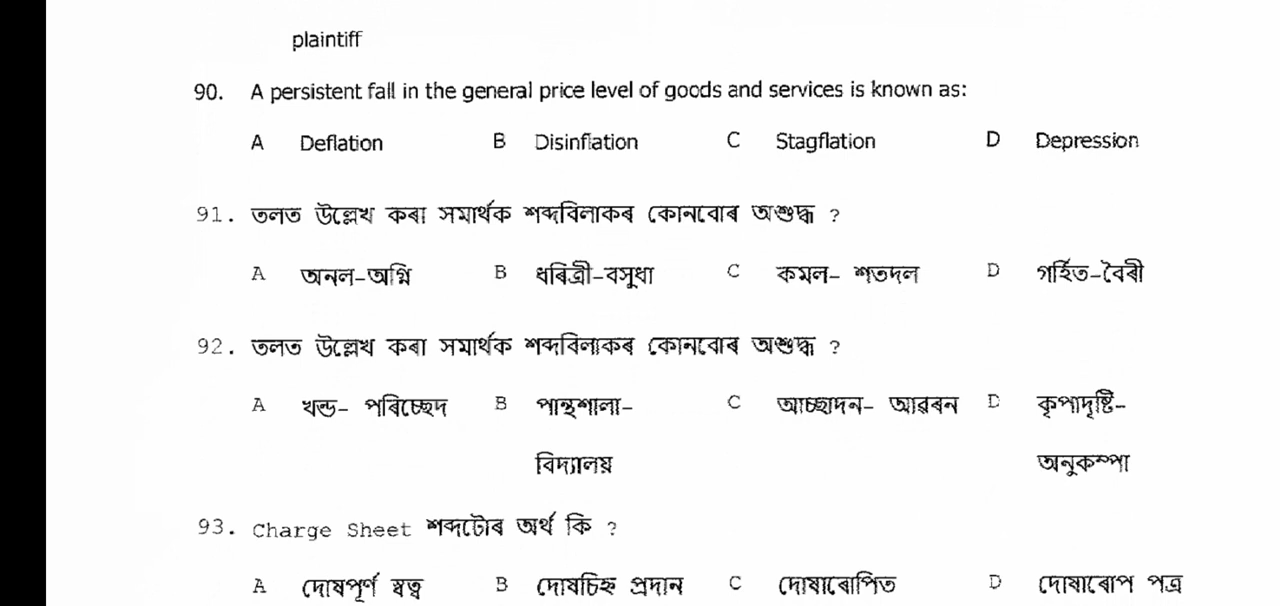 plaintiff
90. A persistent fall in the general price level of goods and services is known as:
A Deflation B Disinflation C Stagflation D Depression
91. তলত উল্লেখ কৰা সমাৰ্থক শব্দবিলাকৰ কোনবোৰ অশুদ্ধ ?
A অনল-অগ্নি B ধৰিত্ৰী-বসুধা C কমল- শতদল D গৰ্হিত-বৈৰী
92. তলত উল্লেখ কৰা সমাৰ্থক শব্দবিলাকৰ কোনবোৰ অশুদ্ধ ?
A খন্ড- পৰিচ্ছেদ B পান্থশালা- C আচ্ছাদন- আৱৰন D কৃপাদৃষ্টি-
বিদ্যালয় অনুকম্পা
93. Charge Sheet শব্দটোৰ অৰ্থ কি ?
A দোষপূৰ্ণ স্বত্ব B দোষচিহ্ন প্ৰদান C দোষাৰোপিত D দোষাৰোপ পত্ৰ